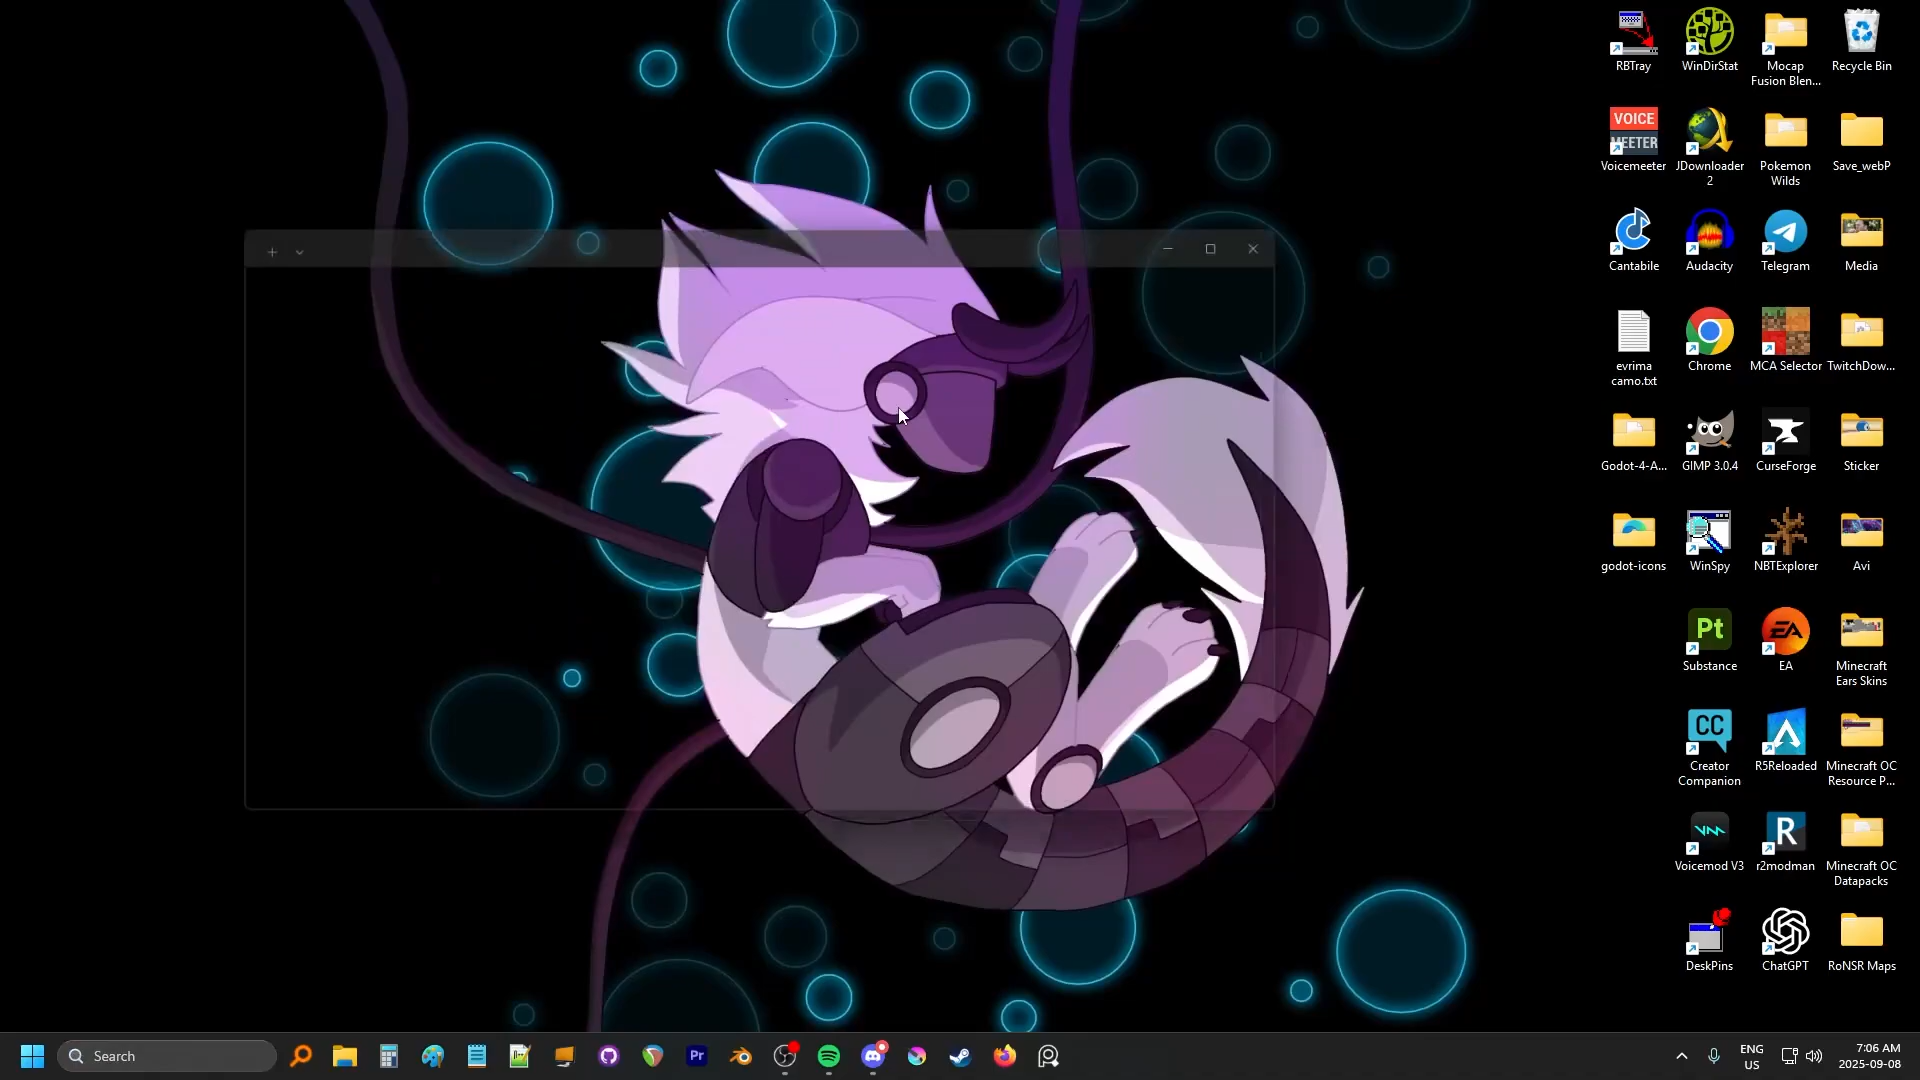 RBTray
WinDirStat
Mocap
Fusion Blen...
Recycle Bin
VOICE
MEETER
Voicemeeter
JDownloader
2
Pokemon
Wilds
Save_webP
Cantabile
Audacity
Telegram
Media
evrima
camo.txt
Chrome
MCA Selector
TwitchDow...
Godot-4-A...
GIMP 3.0.4
CurseForge
Sticker
godot-icons
WinSpy
NBTExplorer
Avi
Pt
Substance
EA
EA
Minecraft
Ears Skins
CC
Creator
Companion
R5Reloaded
Minecraft OC
Resource P...
Voicemod V3
R
r2modman
Minecraft OC
Datapacks
DeskPins
ChatGPT
RoNSR Maps
Search
Pr
ENG
US
7:06 AM
2025-09-08